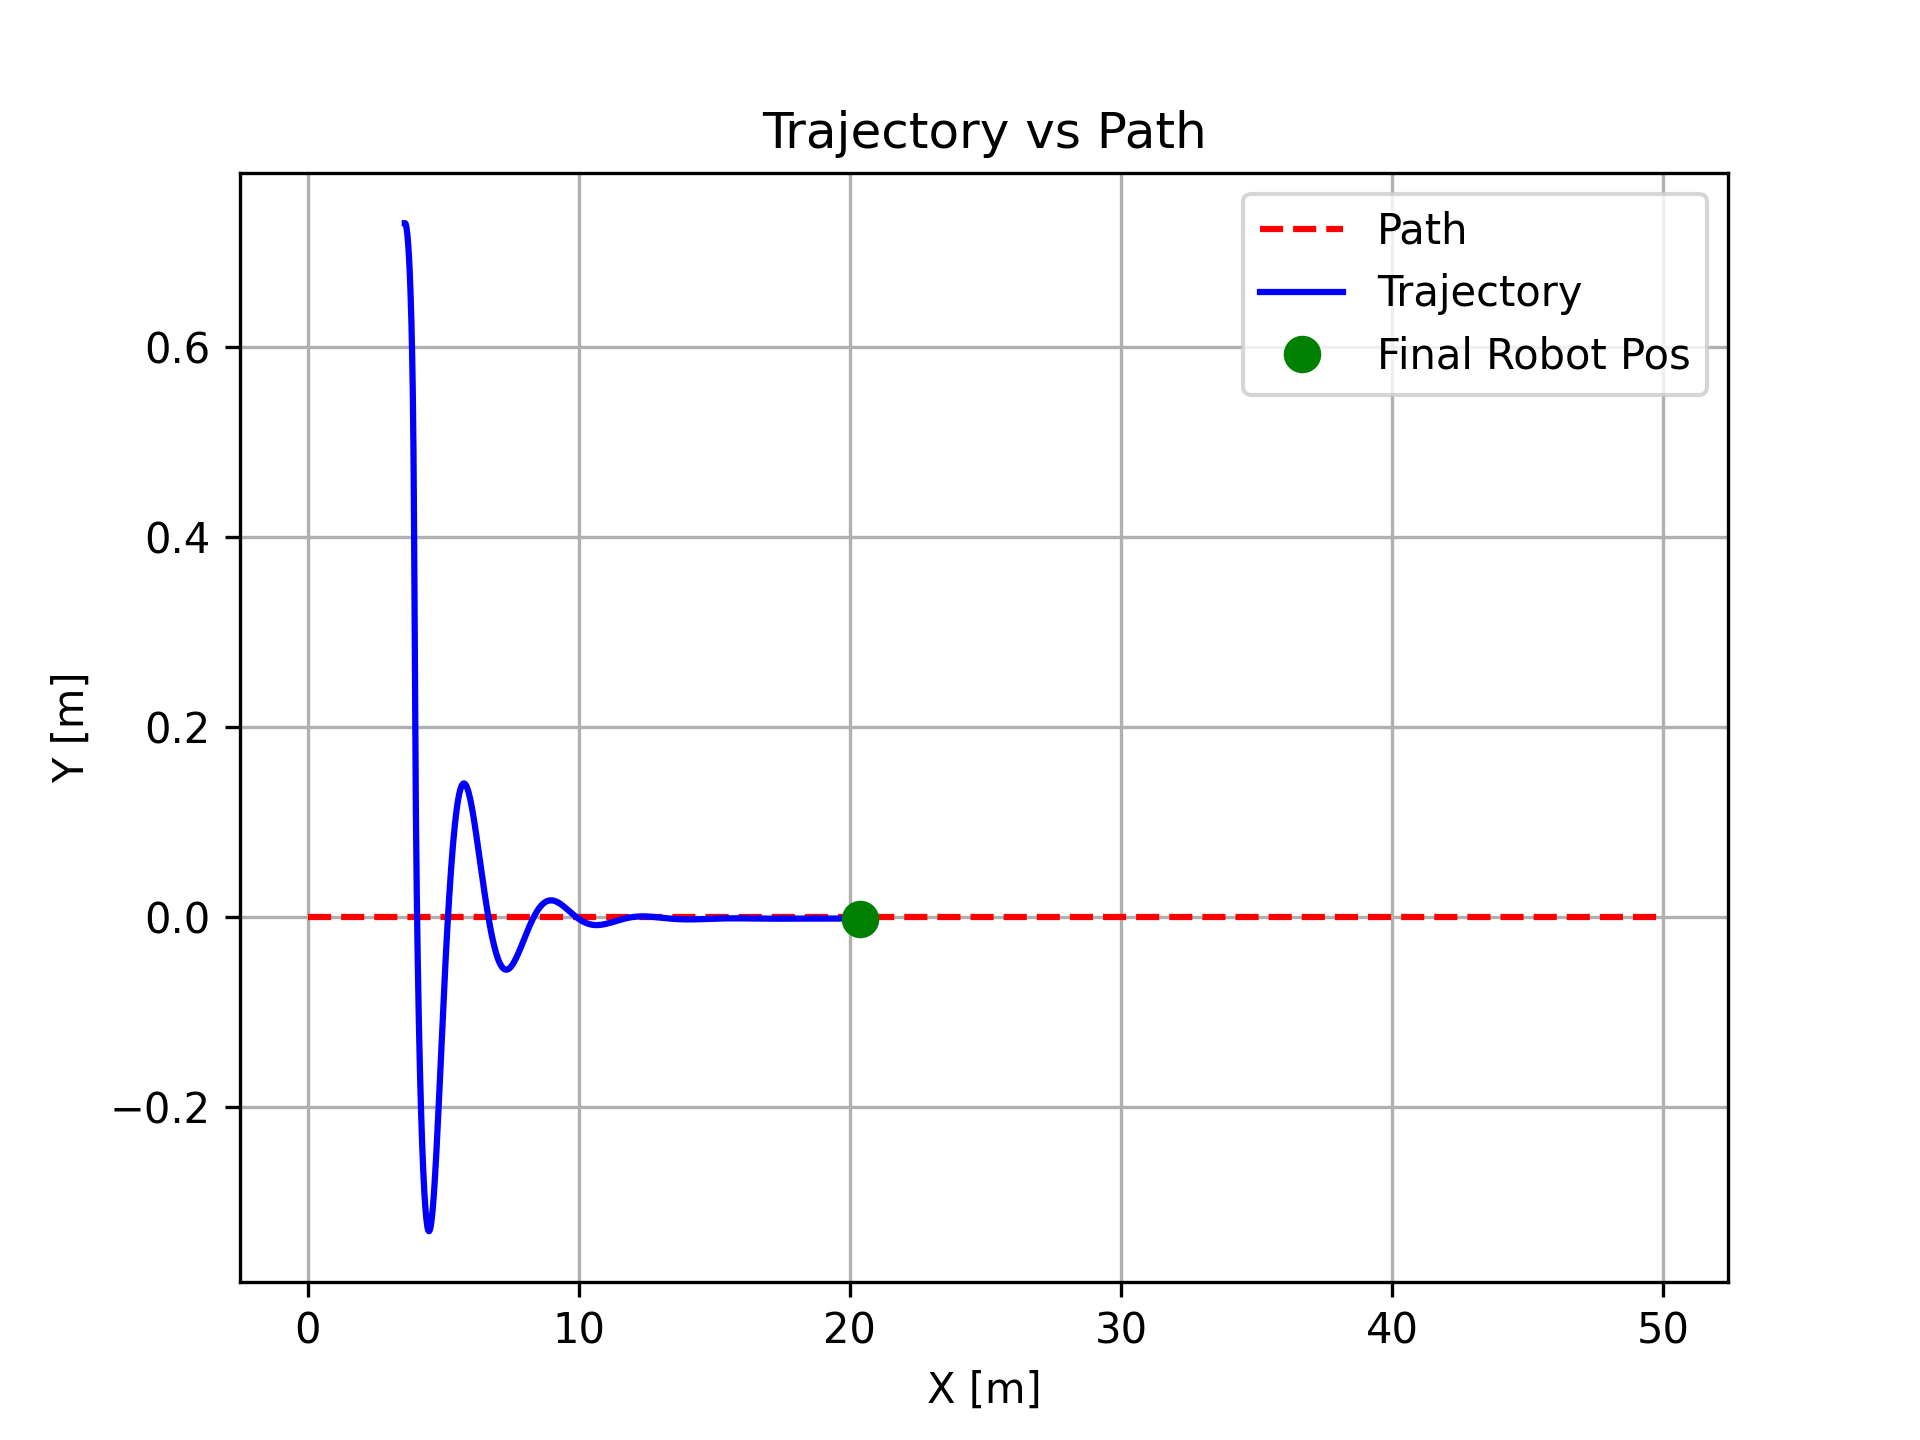 Trajectory vs Path
Path
Trajectory
Final Robot Pos
0.6
0.4
0.2
0.0
−0.2
Y [m]
0 10 20 30 40 50
X [m]